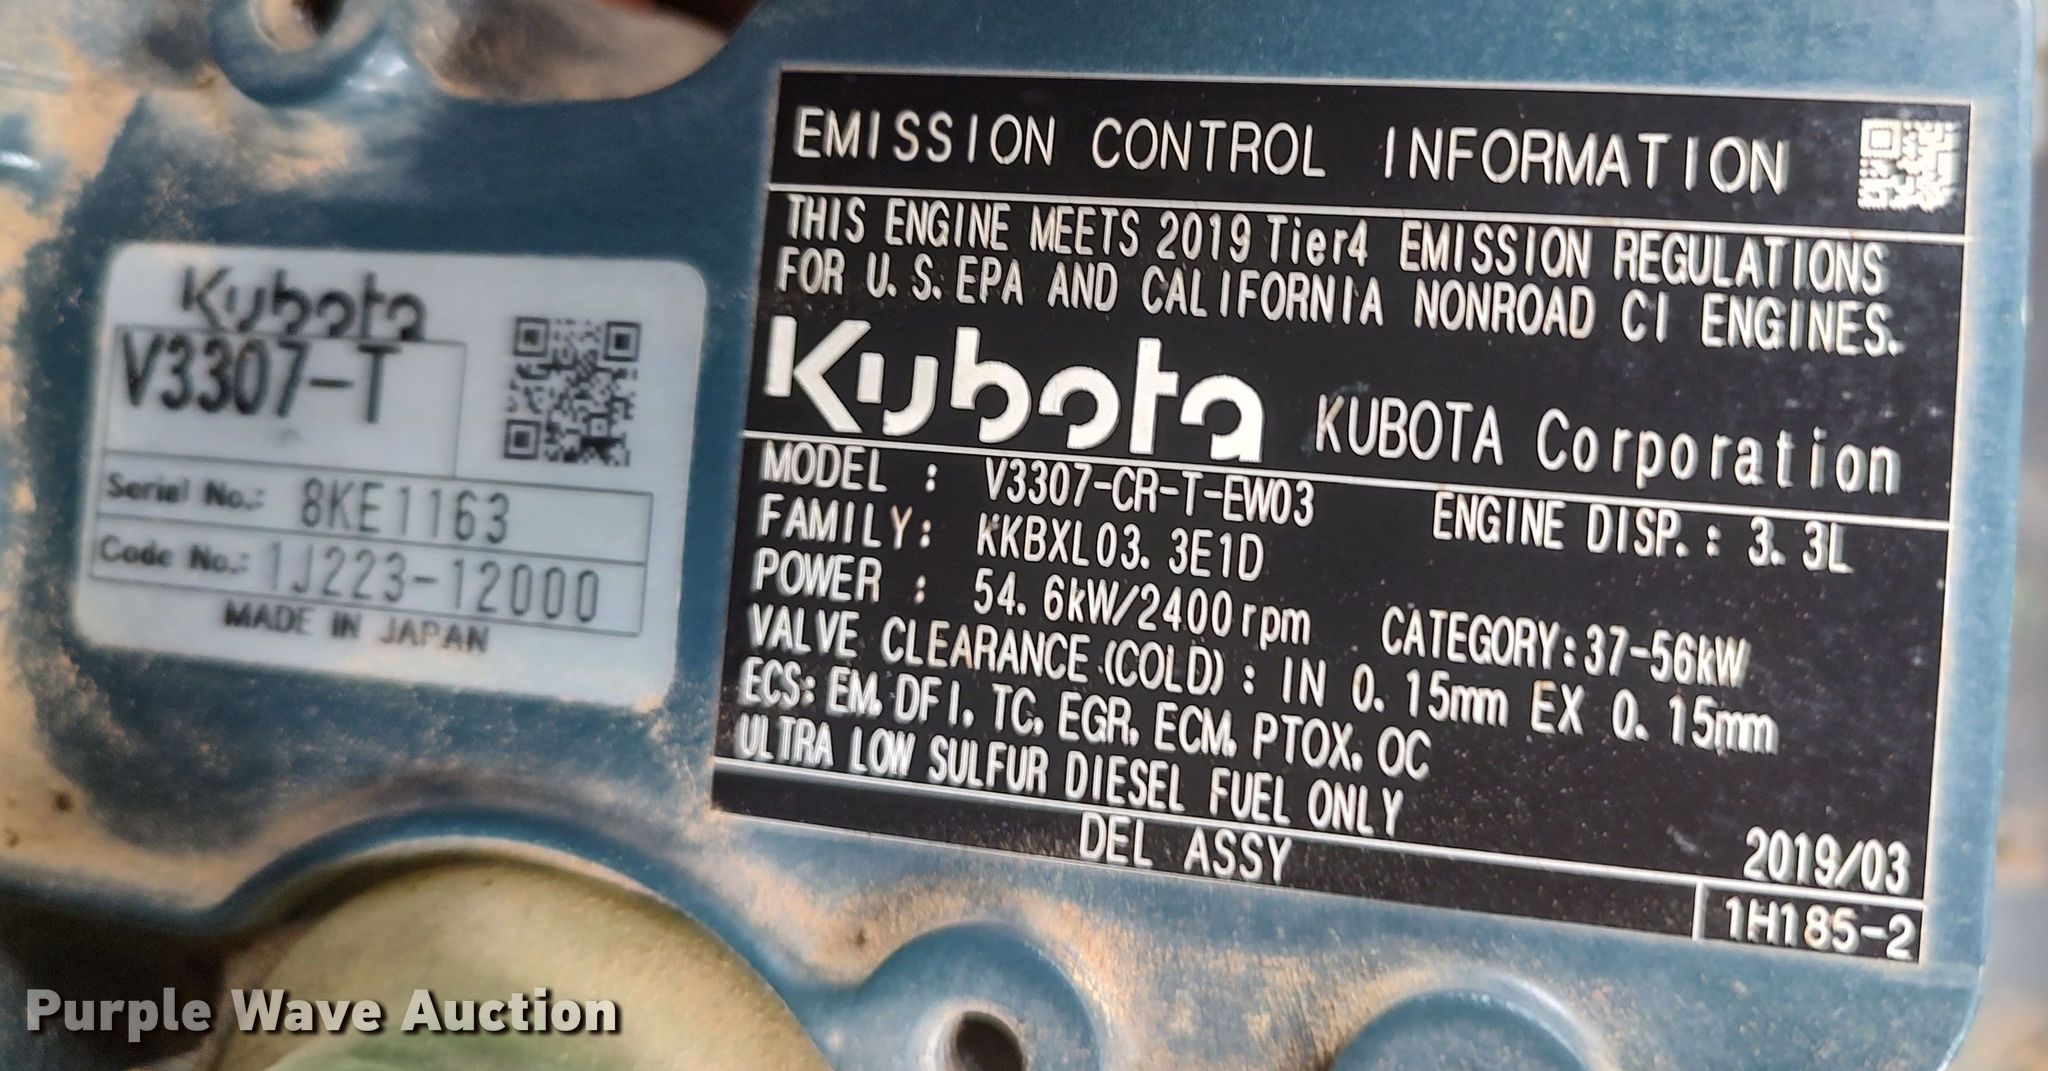 Kubota
V3307-T
Serial No.: 8KE1163
Code No.: 1J223-12000
MADE IN JAPAN
EMISSION CONTROL INFORMATION
THIS ENGINE MEETS 2019 Tier4 EMISSION REGULATIONS
FOR U.S. EPA AND CALIFORNIA NONROAD CI ENGINES.
Kubota KUBOTA Corporation
MODEL : V3307-CR-T-EW03 ENGINE DISP. : 3.3L
FAMILY: KKBXL03.3E1D
POWER : 54.6kW/2400rpm CATEGORY:37-56kW
VALVE CLEARANCE (COLD) : IN 0.15mm EX 0.15mm
ECS: EM, DFI, TC, EGR, ECM, PTOX, OC
ULTRA LOW SULFUR DIESEL FUEL ONLY
2019/03
DEL ASSY
1H185-2
Purple Wave Auction